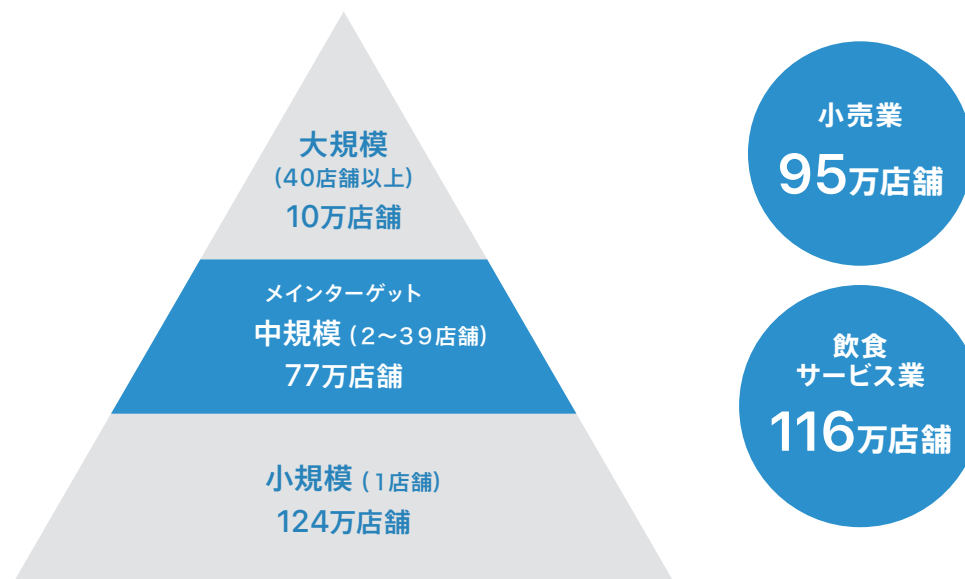 大規模
(40店舗以上)
10万店舗
メインターゲット
中規模 (2〜39店舗)
77万店舗
小規模 (1店舗)
124万店舗
小売業
95万店舗
飲食
サービス業
116万店舗